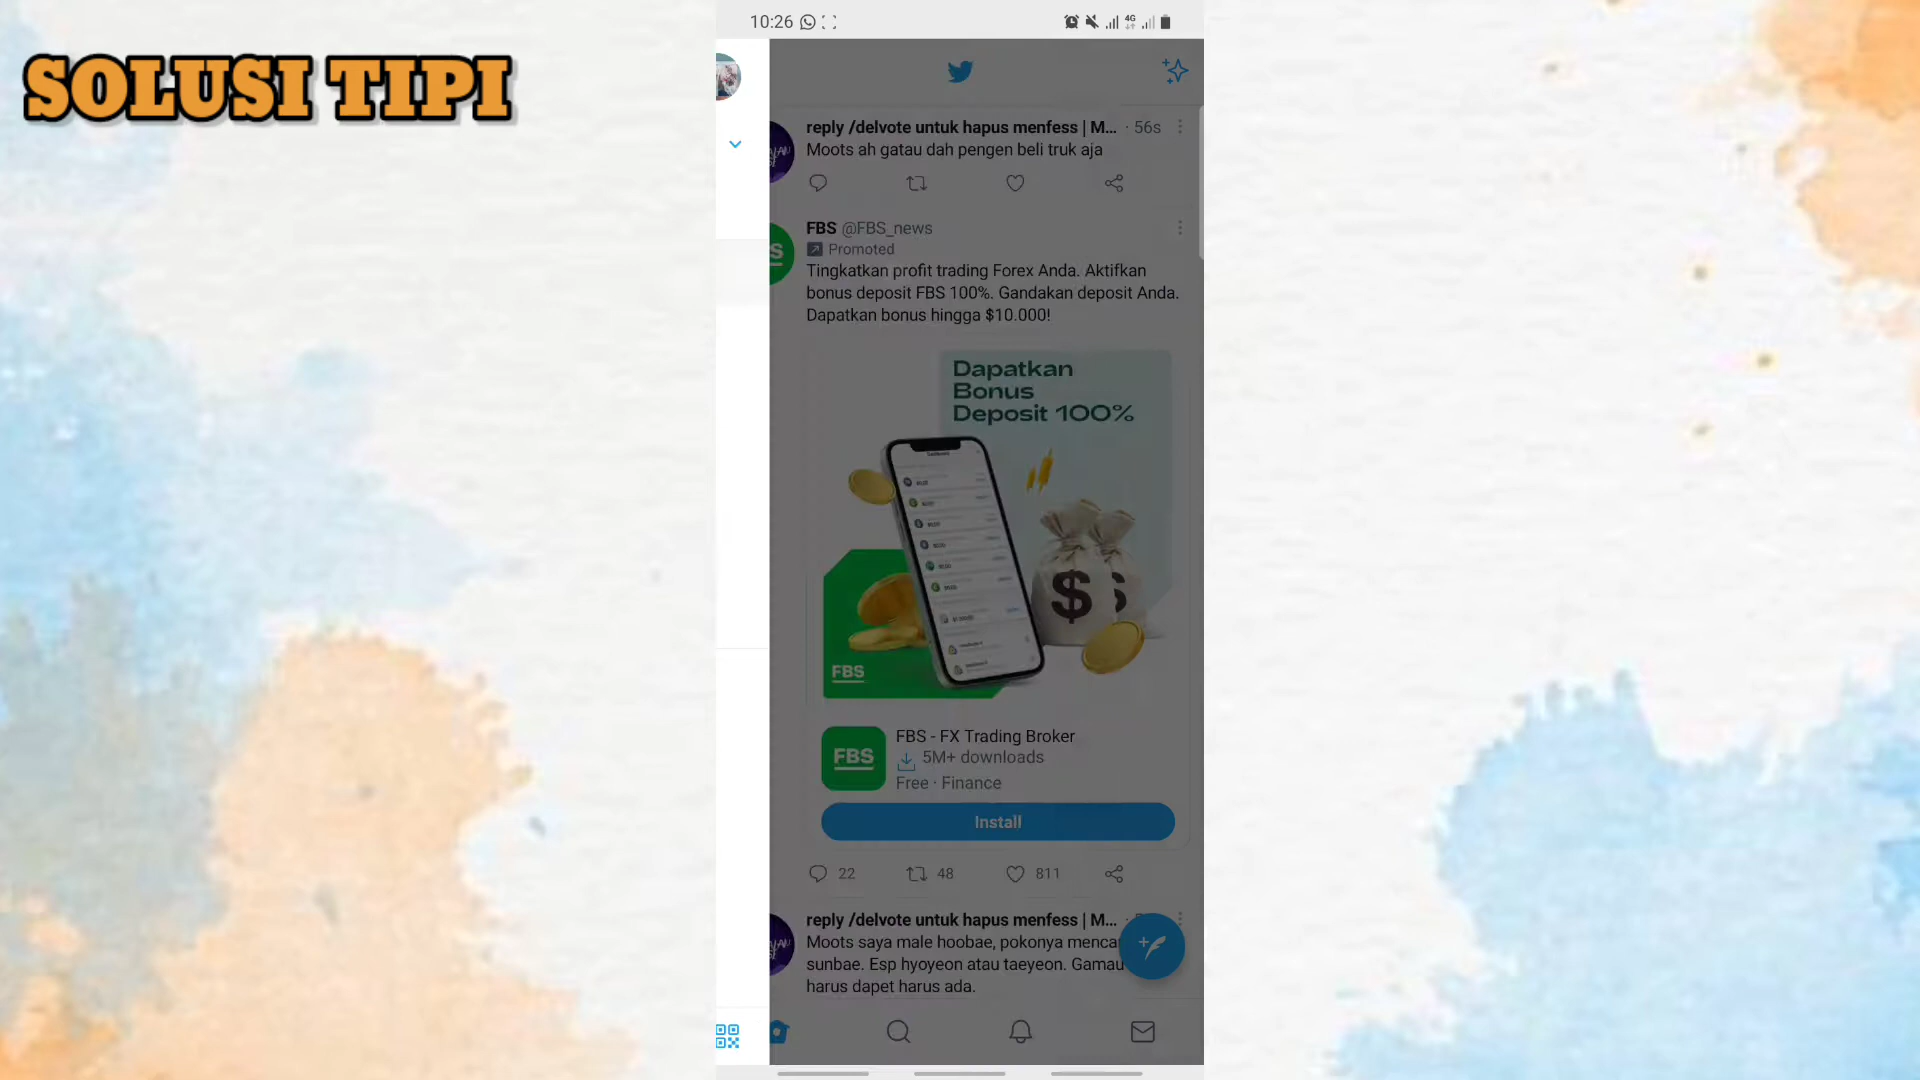 SOLUSI TIPI
10:26
4G
reply /delvote untuk hapus menfess | M... · 56s
Moots ah gatau dah pengen beli truk aja
FBS @FBS_news
Promoted
Tingkatkan profit trading Forex Anda. Aktifkan
bonus deposit FBS 100%. Gandakan deposit Anda.
Dapatkan bonus hingga $10.000!
Dapatkan
Bonus
Deposit 100%
$
FBS
FBS
FBS - FX Trading Broker
5M+ downloads
Free · Finance
Install
22 48 811
reply /delvote untuk hapus menfess | M... ·
Moots saya male hoobae, pokonya menca
sunbae. Esp hyoyeon atau taeyeon. Gamau
harus dapet harus ada.